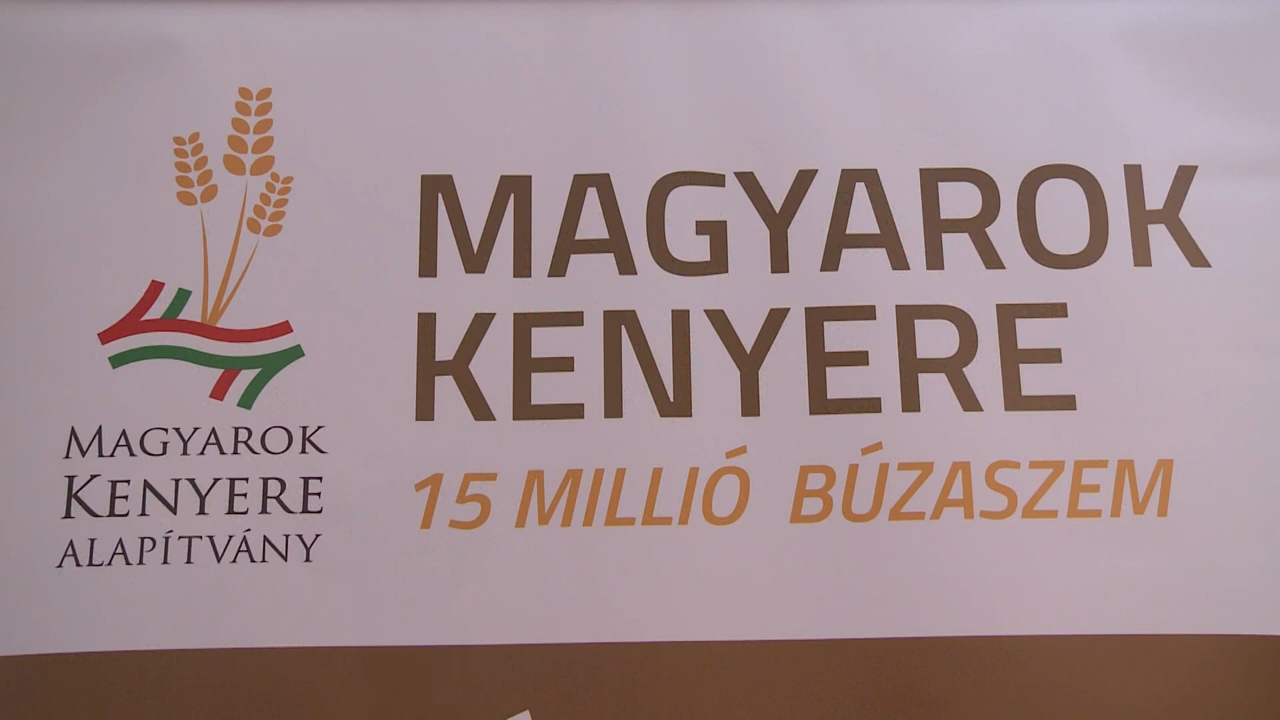 MAGYAROK
KENYERE
ALAPÍTVÁNY
MAGYAROK
KENYERE
15 MILLIÓ BÚZASZEM